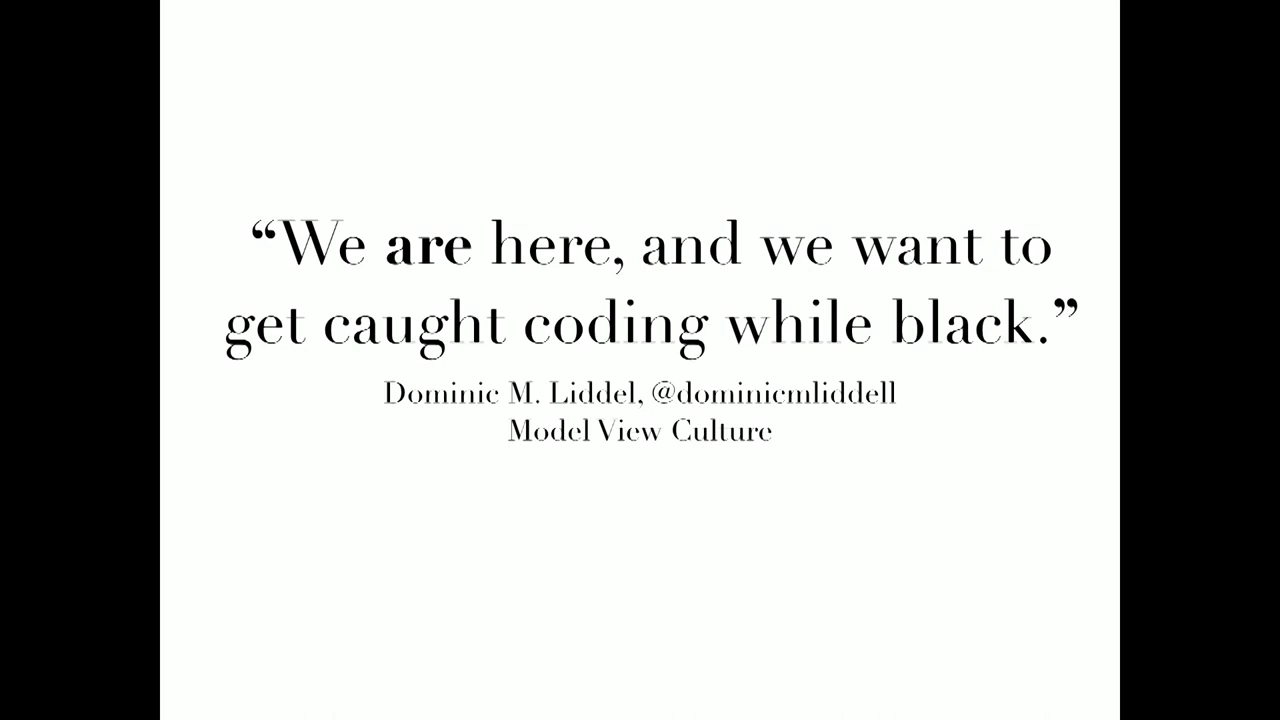 “We are here, and we want to
get caught coding while black.”
Dominic M. Liddel, @dominicmliddell
Model View Culture